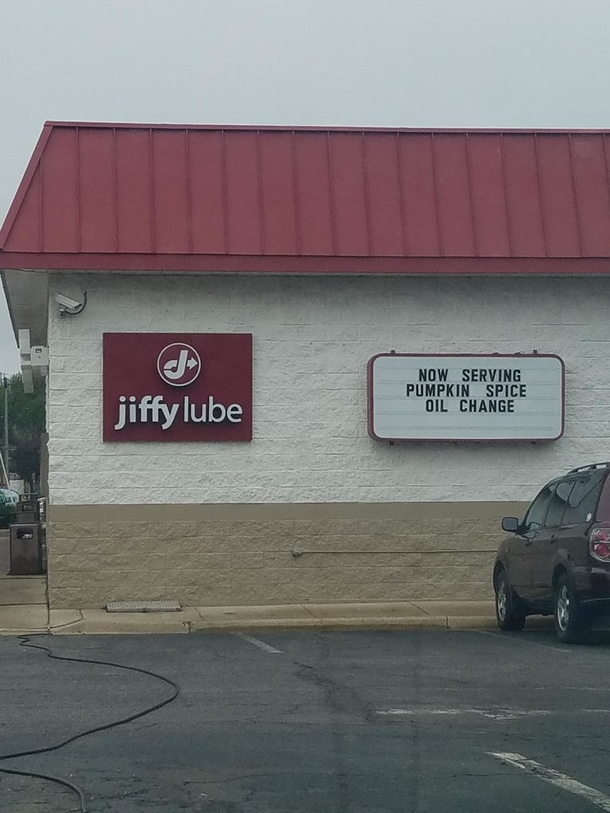 jiffy lube
NOW SERVING
PUMPKIN SPICE
OIL CHANGE